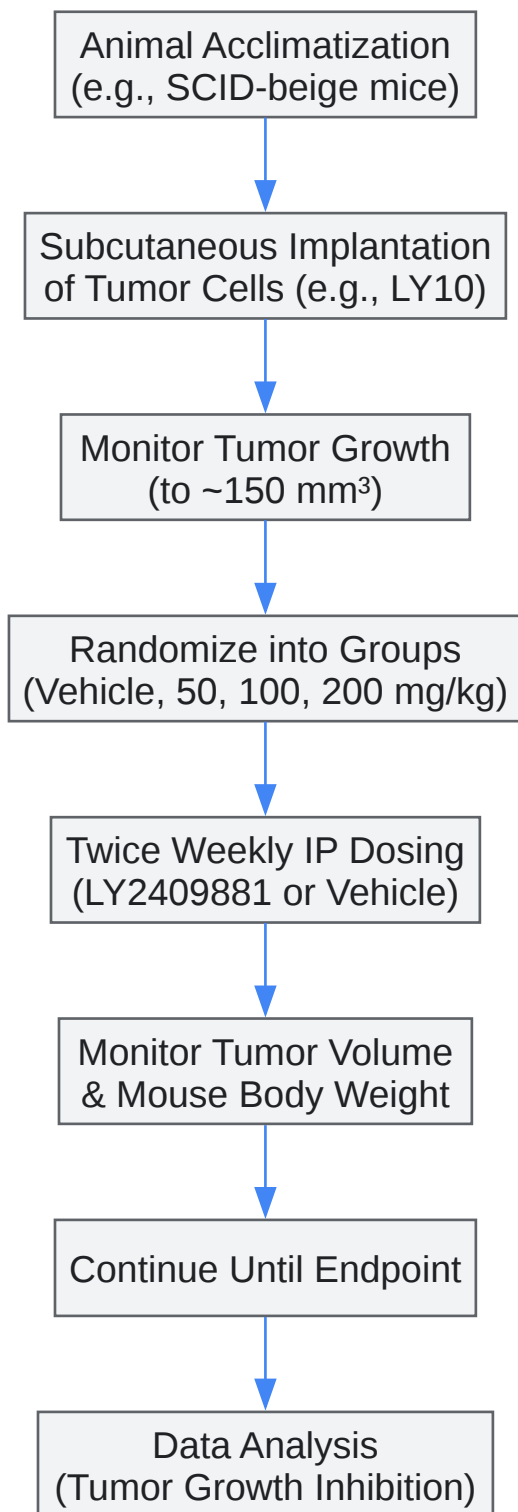 Animal Acclimatization
(e.g., SCID-beige mice)
Subcutaneous Implantation
of Tumor Cells (e.g., LY10)
Monitor Tumor Growth
(to ~150 mm³)
Randomize into Groups
(Vehicle, 50, 100, 200 mg/kg)
Twice Weekly IP Dosing
(LY2409881 or Vehicle)
Monitor Tumor Volume
& Mouse Body Weight
Continue Until Endpoint
Data Analysis
(Tumor Growth Inhibition)